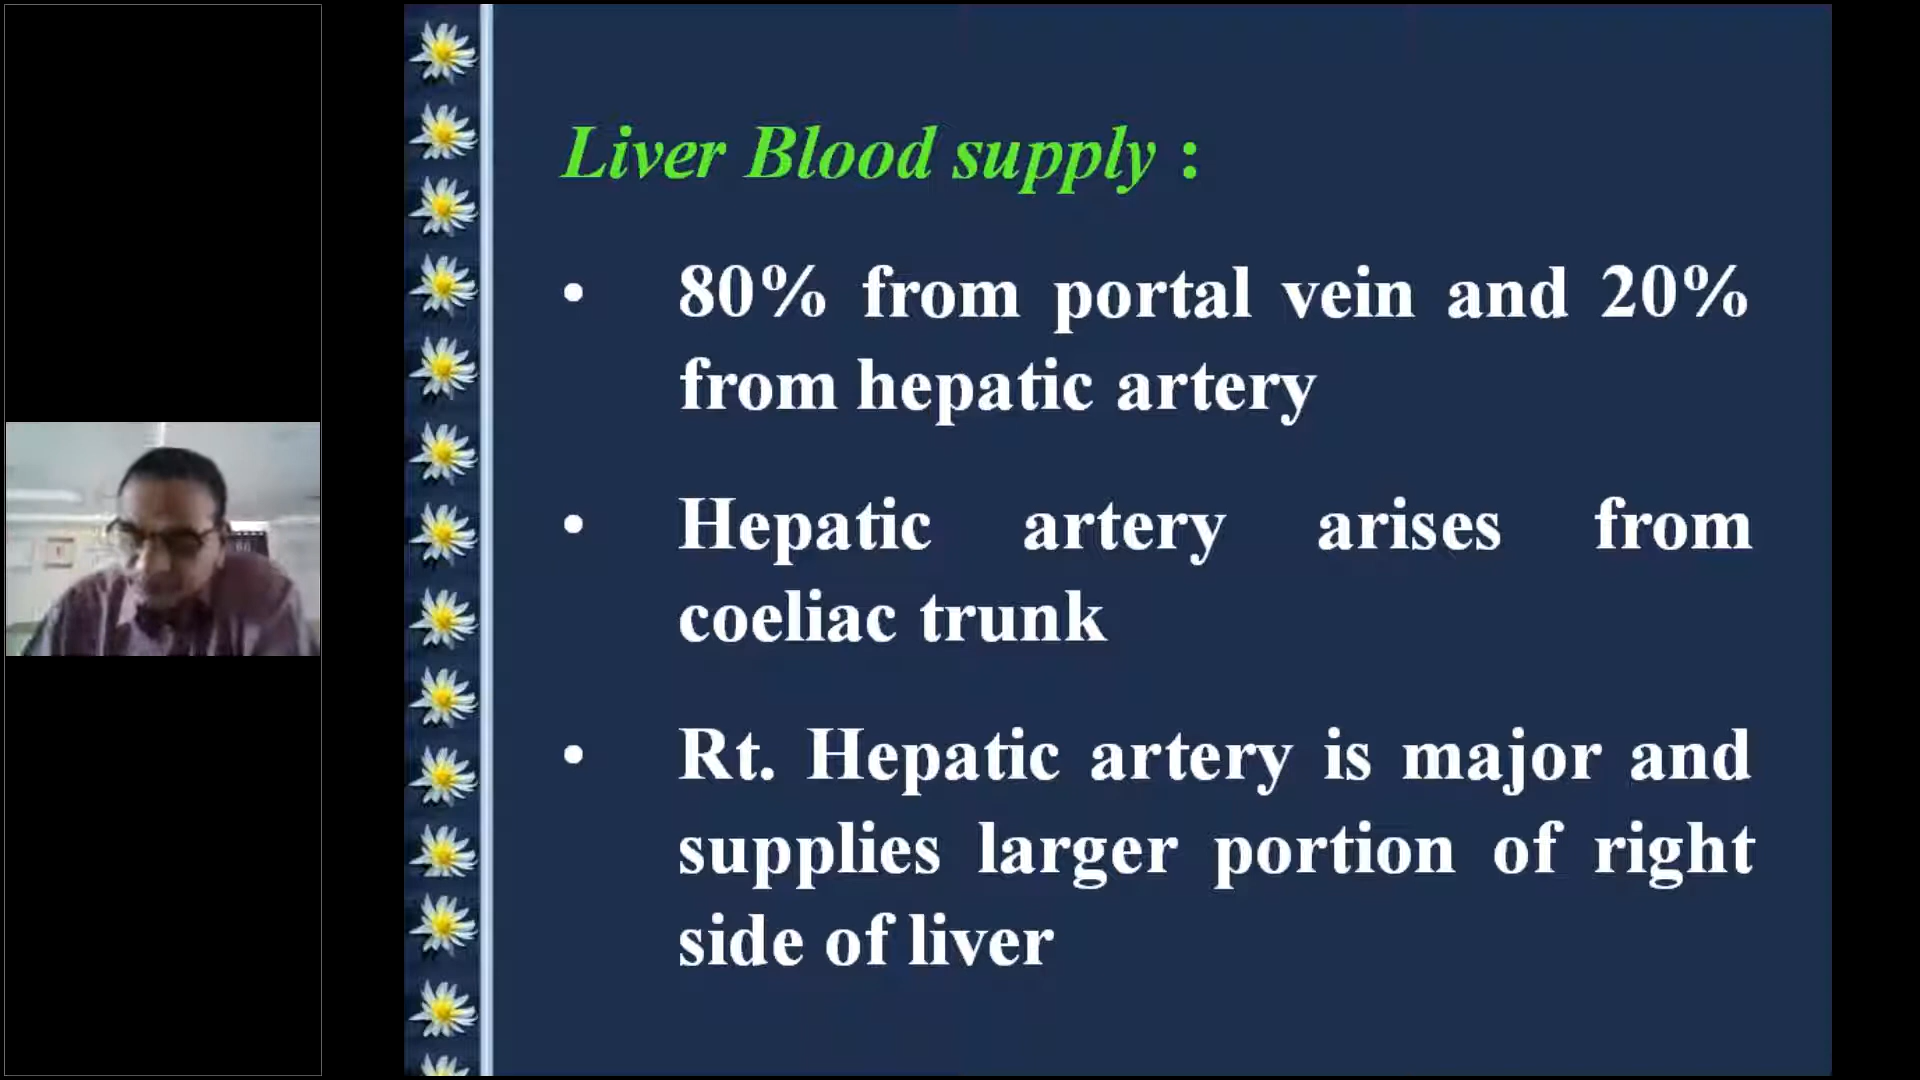 Liver Blood supply :
• 80% from portal vein and 20%
from hepatic artery
• Hepatic artery arises from
coeliac trunk
• Rt. Hepatic artery is major and
supplies larger portion of right
side of liver